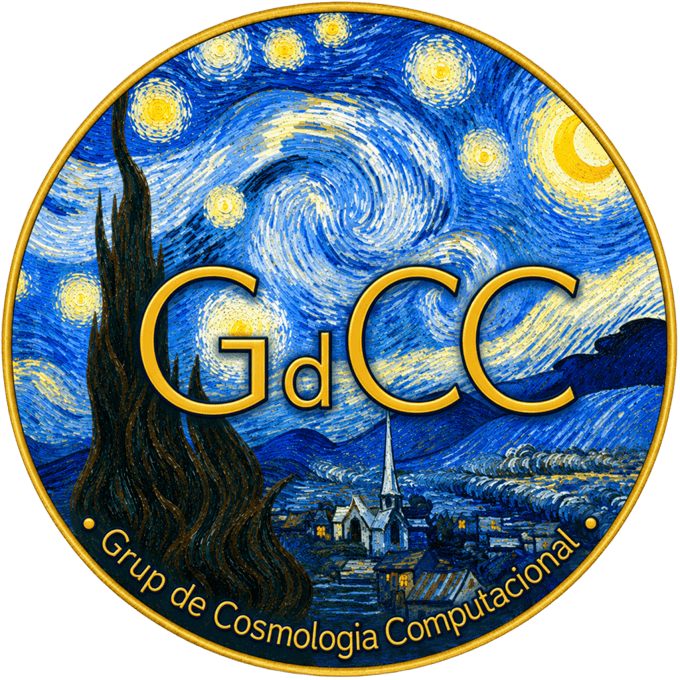 GdCC
• Grup de Cosmologia Computacional •